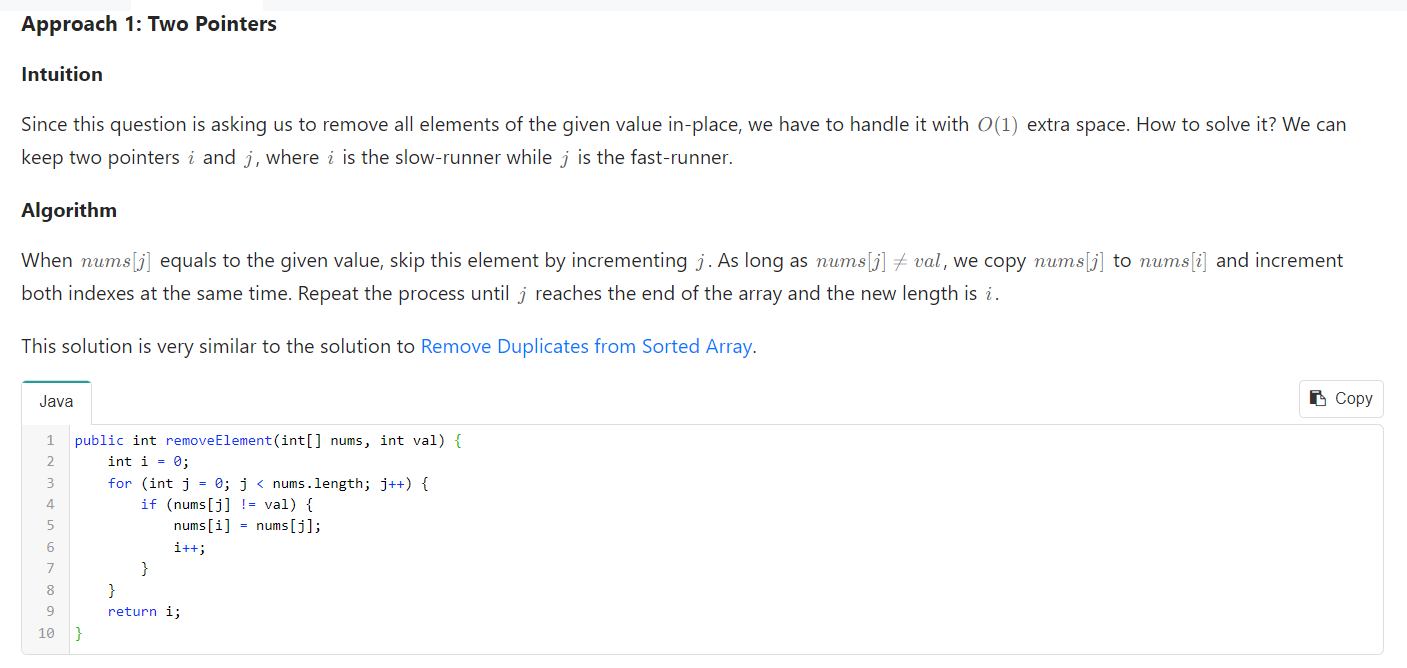 Approach 1: Two Pointers
Intuition
Since this question is asking us to remove all elements of the given value in-place, we have to handle it with O(1) extra space. How to solve it? We can
keep two pointers i and j, where i is the slow-runner while j is the fast-runner.
Algorithm
When nums[j] equals to the given value, skip this element by incrementing j. As long as nums[j] ≠ val, we copy nums[j] to nums[i] and increment
both indexes at the same time. Repeat the process until j reaches the end of the array and the new length is i.
This solution is very similar to the solution to Remove Duplicates from Sorted Array.
Java
Copy
1 public int removeElement(int[] nums, int val) {
2     int i = 0;
3     for (int j = 0; j < nums.length; j++) {
4         if (nums[j] != val) {
5             nums[i] = nums[j];
6             i++;
7         }
8     }
9     return i;
10 }